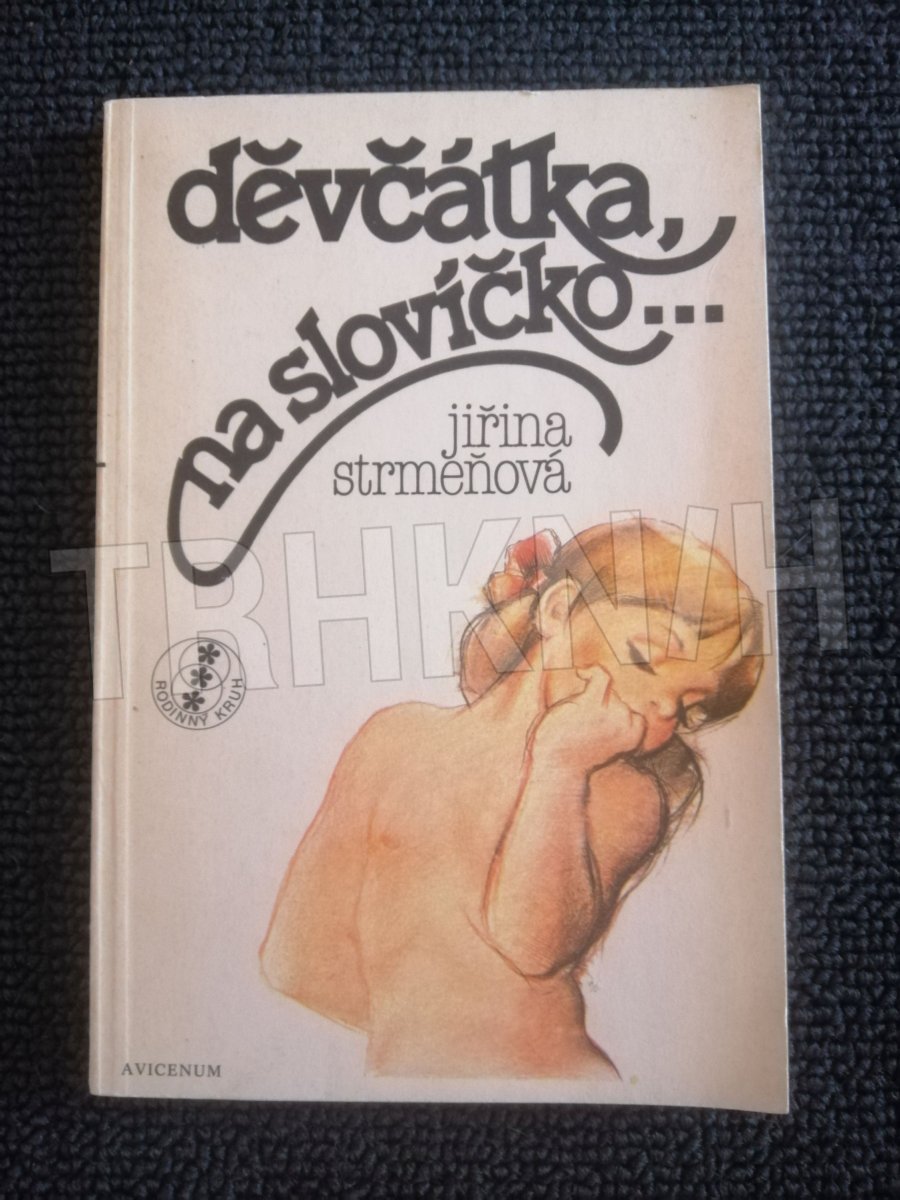 děvčátka,
na slovíčko...
jiřina
strmeňová
TRHKNIH
RODINNÝ KRUH
AVICENUM